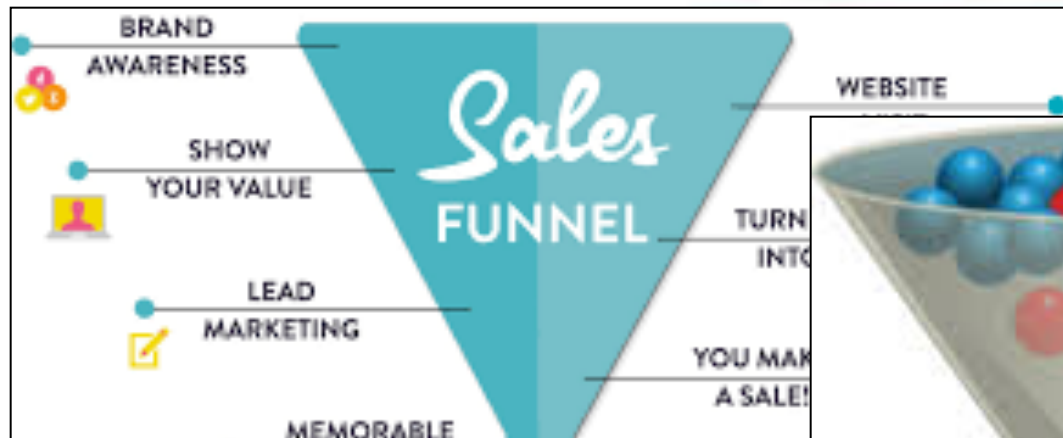 BRAND
AWARENESS
SHOW
YOUR VALUE
LEAD
MARKETING
MEMORABLE
Sales
FUNNEL
WEBSITE
TURN
YOU MAK
A SALE!